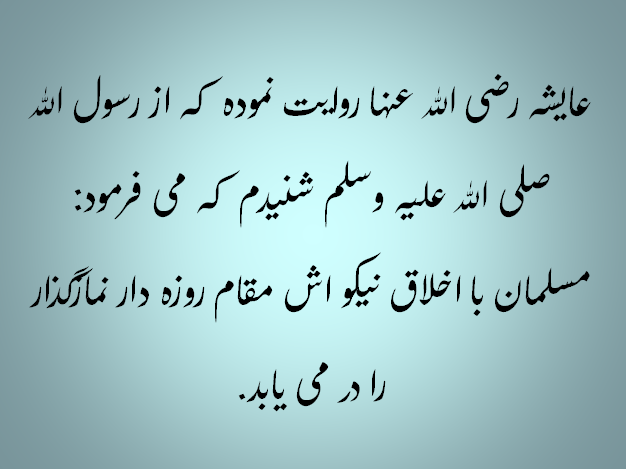 عایشه رضی الله عنها روایت نموده که از رسول الله
صلی الله علیه وسلم شنیدم که می فرمود:
مسلمان با اخلاق نیکو اش مقام روزه دار نمازگذار
را در می یابد.